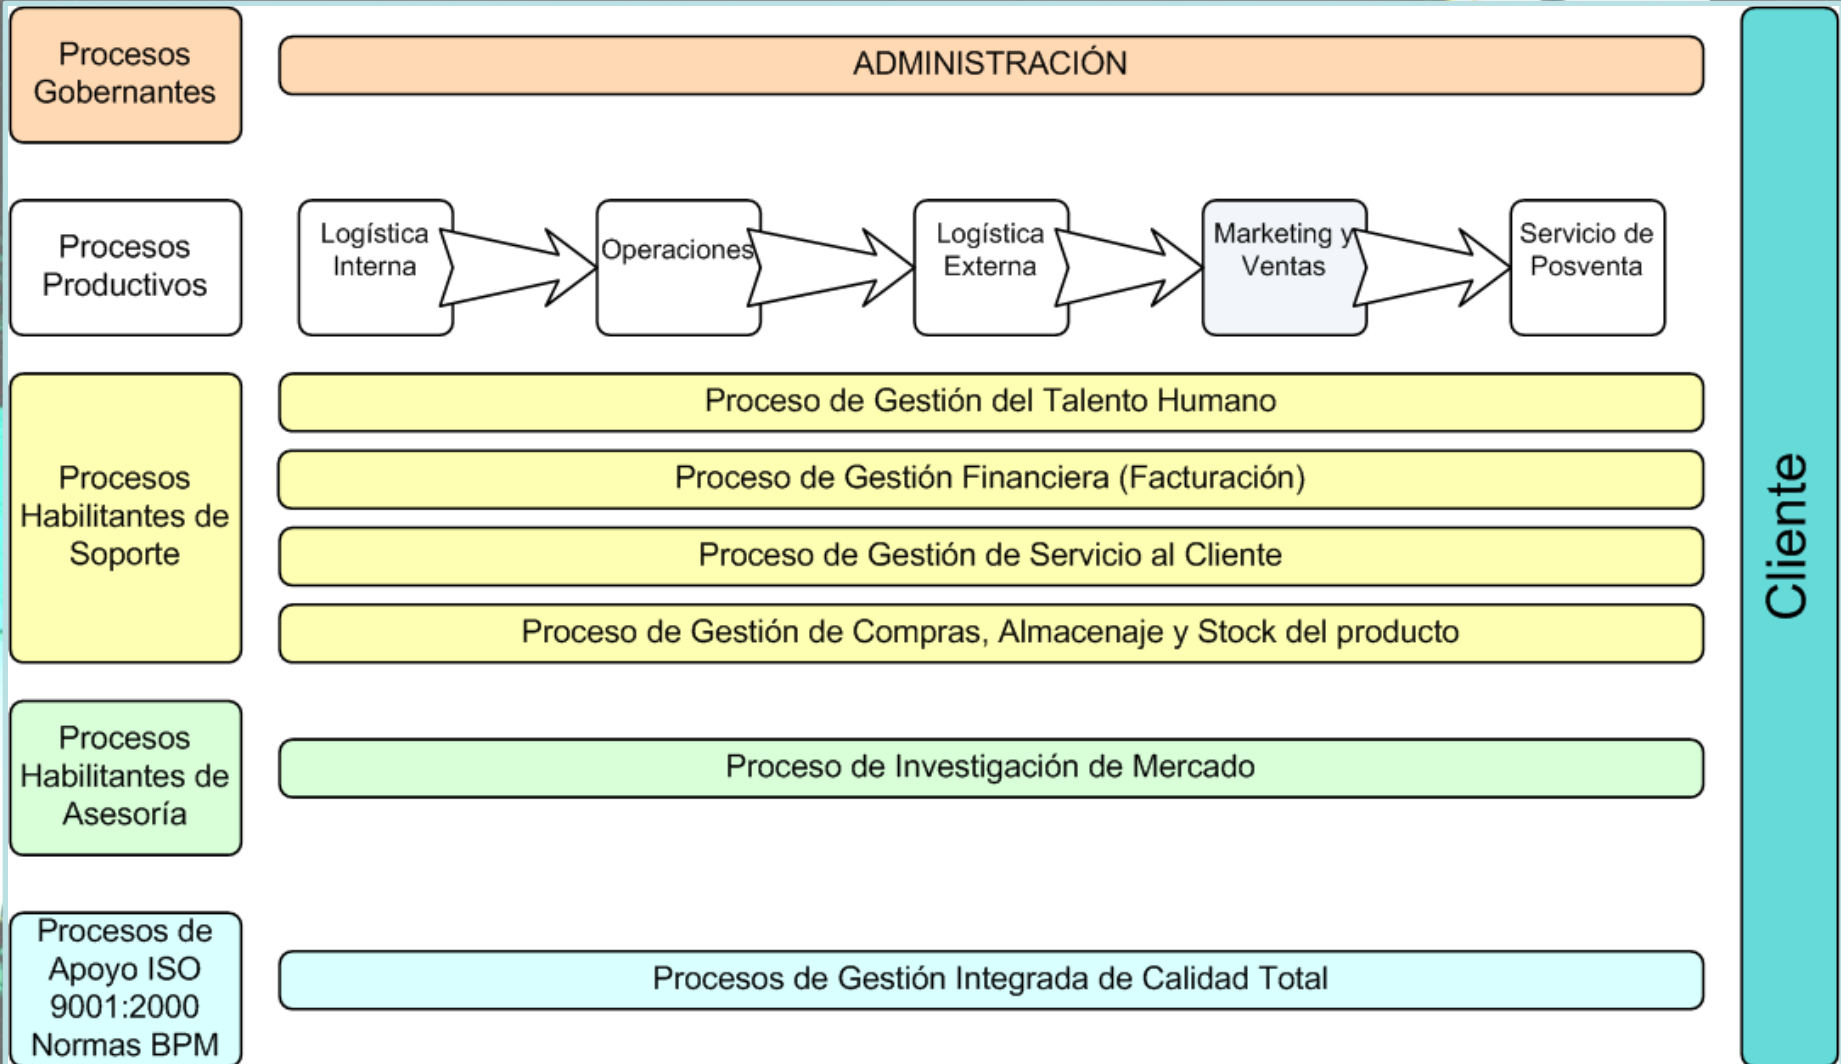 Procesos
Gobernantes
ADMINISTRACIÓN
Procesos
Productivos
Logística
Interna
Operaciones
Logística
Externa
Marketing y
Ventas
Servicio de
Posventa
Procesos
Habilitantes de
Soporte
Proceso de Gestión del Talento Humano
Proceso de Gestión Financiera (Facturación)
Proceso de Gestión de Servicio al Cliente
Proceso de Gestión de Compras, Almacenaje y Stock del producto
Procesos
Habilitantes de
Asesoría
Proceso de Investigación de Mercado
Procesos de
Apoyo ISO
9001:2000
Normas BPM
Procesos de Gestión Integrada de Calidad Total
Cliente